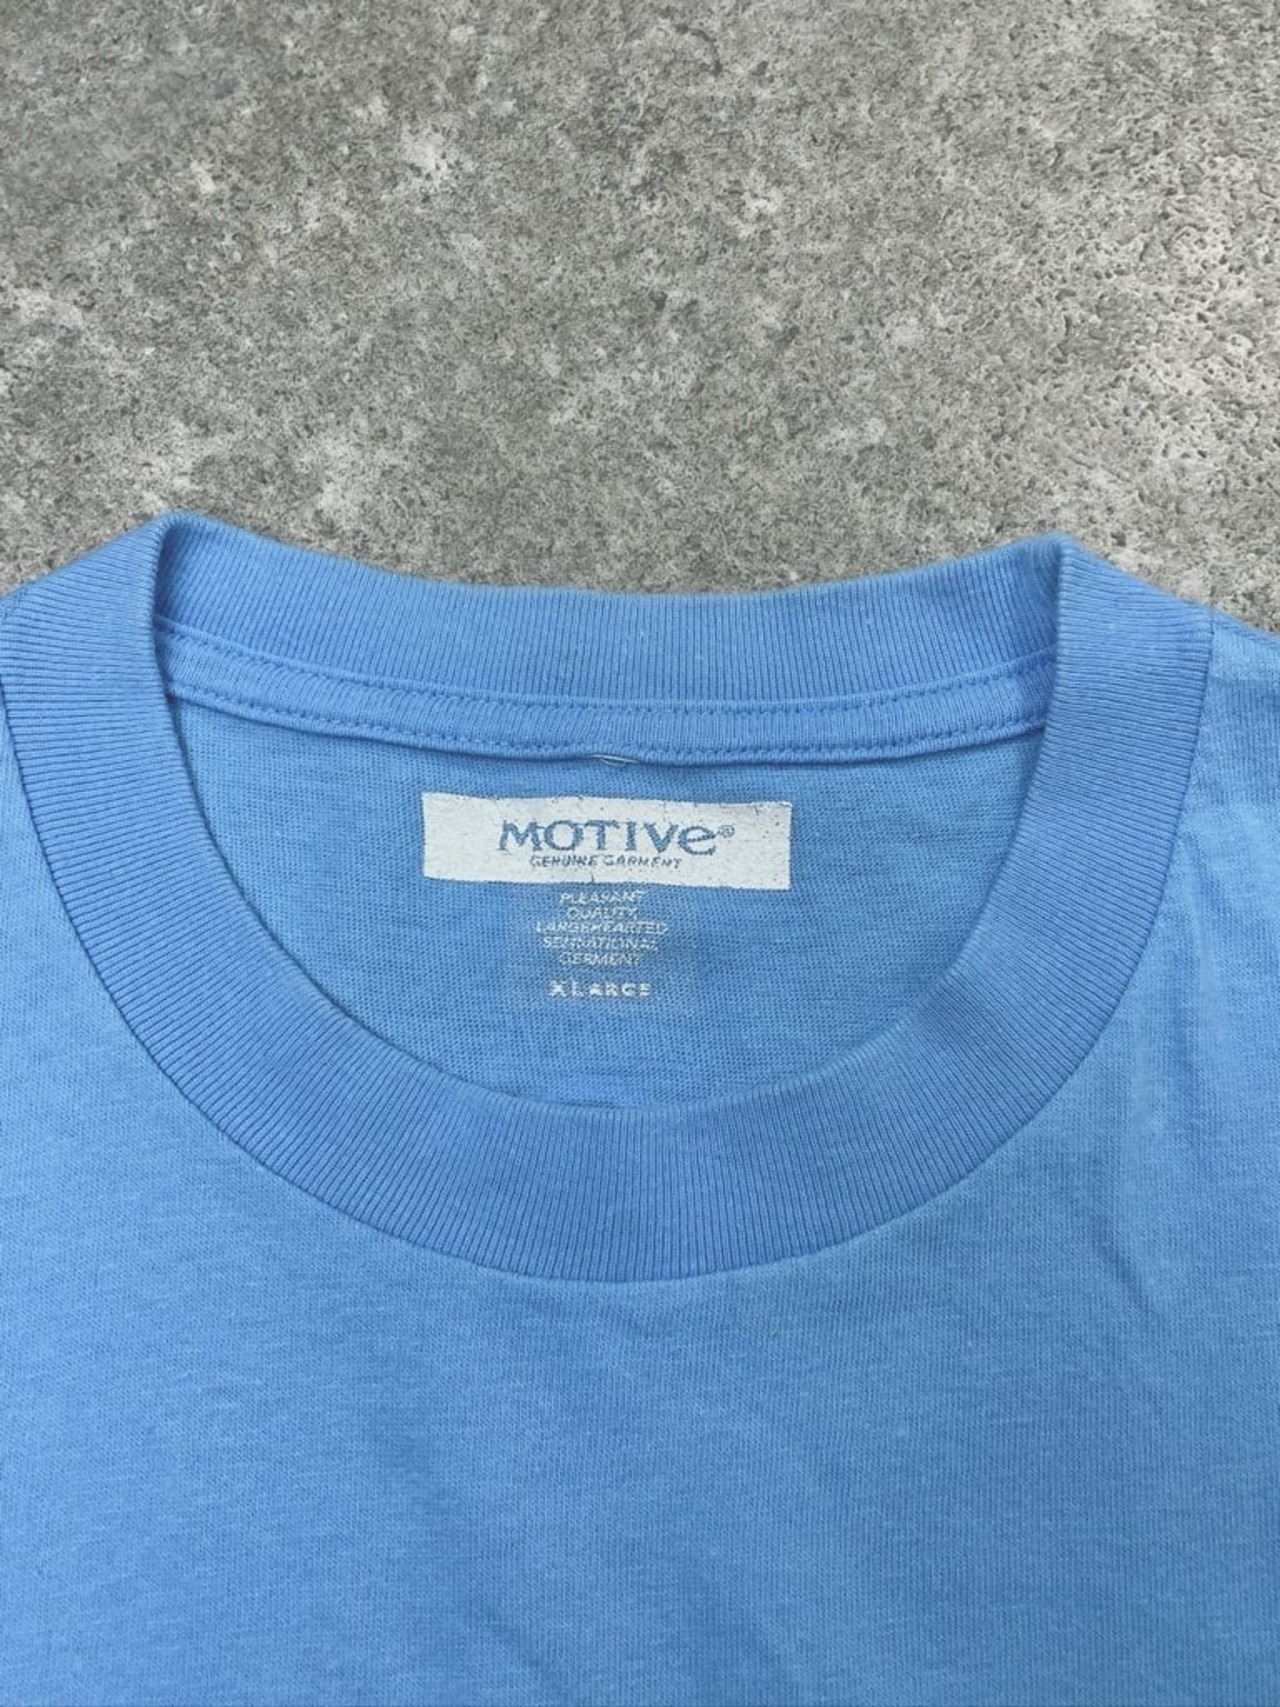 MOTIVe®
GENUINE GARMENT
PLEASANT
QUALITY
LARGEHEARTED
SENSATIONAL
GERMENT
XLARGE